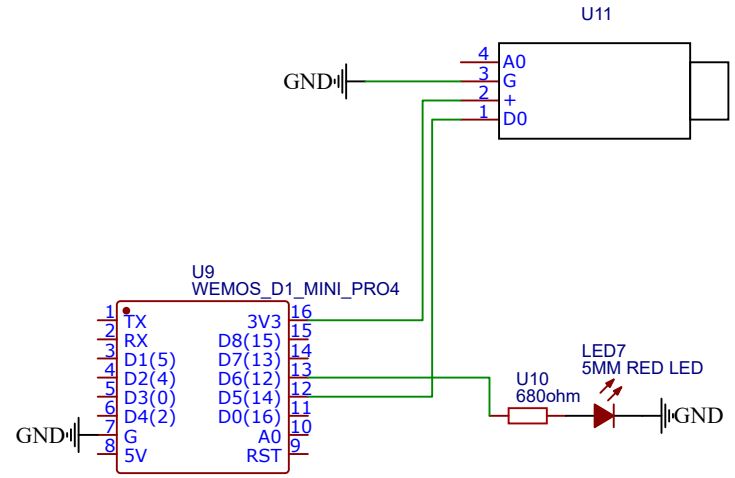 U11
4 A0
GND 3 G
2 +
1 D0
U9
WEMOS_D1_MINI_PRO4
1 TX 3V3 16
2 RX D8(15) 15
3 D1(5) D7(13) 14
4 D2(4) D6(12) 13
5 D3(0) D5(14) 12
6 D4(2) D0(16) 11
GND 7 G A0 10
8 5V RST 9
LED7
5MM RED LED
U10
680ohm
GND